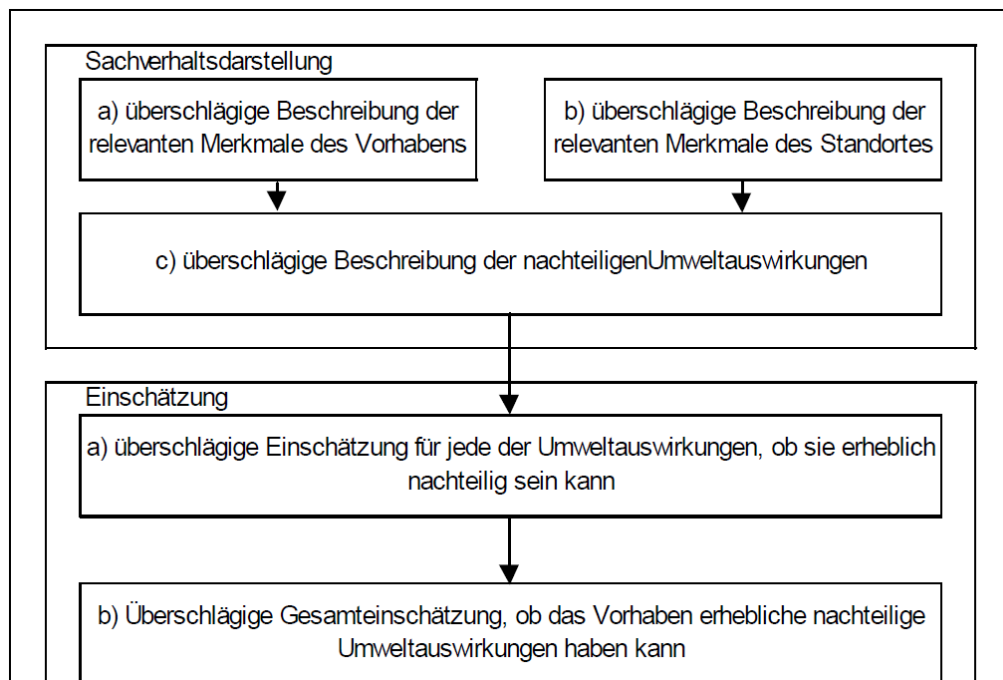 Sachverhaltsdarstellung
a) überschlägige Beschreibung der
relevanten Merkmale des Vorhabens
b) überschlägige Beschreibung der
relevanten Merkmale des Standortes
c) überschlägige Beschreibung der nachteiligenUmweltauswirkungen
Einschätzung
a) überschlägige Einschätzung für jede der Umweltauswirkungen, ob sie erheblich
nachteilig sein kann
b) Überschlägige Gesamteinschätzung, ob das Vorhaben erhebliche nachteilige
Umweltauswirkungen haben kann